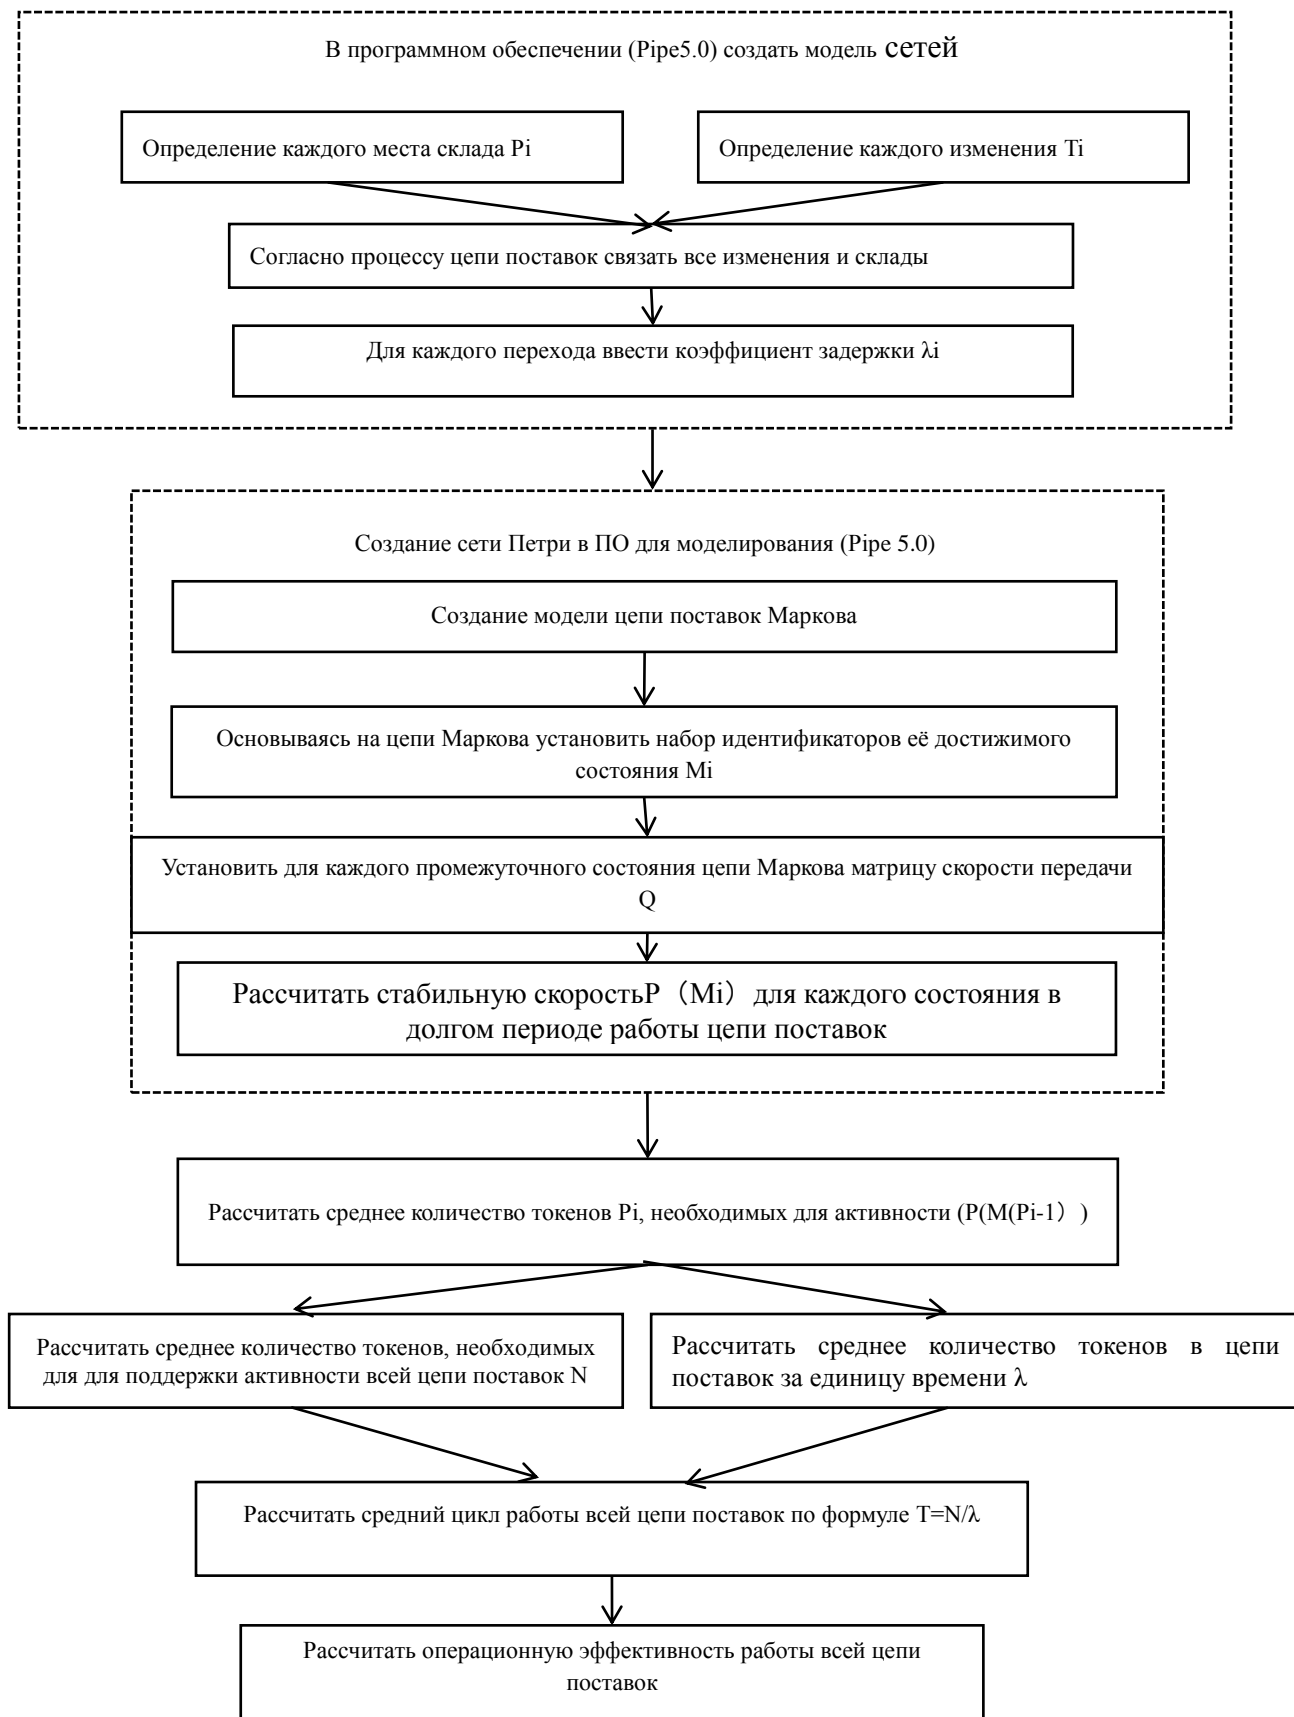 В программном обеспечении (Pipe5.0) создать модель сетей
Определение каждого места склада Pi
Определение каждого изменения Ti
Согласно процессу цепи поставок связать все изменения и склады
Для каждого перехода ввести коэффициент задержки λi
Создание сети Петри в ПО для моделирования (Pipe 5.0)
Создание модели цепи поставок Маркова
Основываясь на цепи Маркова установить набор идентификаторов её достижимого
состояния Mi
Установить для каждого промежуточного состояния цепи Маркова матрицу скорости передачи
Q
Рассчитать стабильную скоростьP（Mi）для каждого состояния в
долгом периоде работы цепи поставок
Рассчитать среднее количество токенов Pi, необходимых для активности (P(M(Pi-1）)
Рассчитать среднее количество токенов, необходимых
для для поддержки активности всей цепи поставок N
Рассчитать среднее количество токенов в цепи
поставок за единицу времени λ
Рассчитать средний цикл работы всей цепи поставок по формуле T=N/λ
Рассчитать операционную эффективность работы всей цепи
поставок